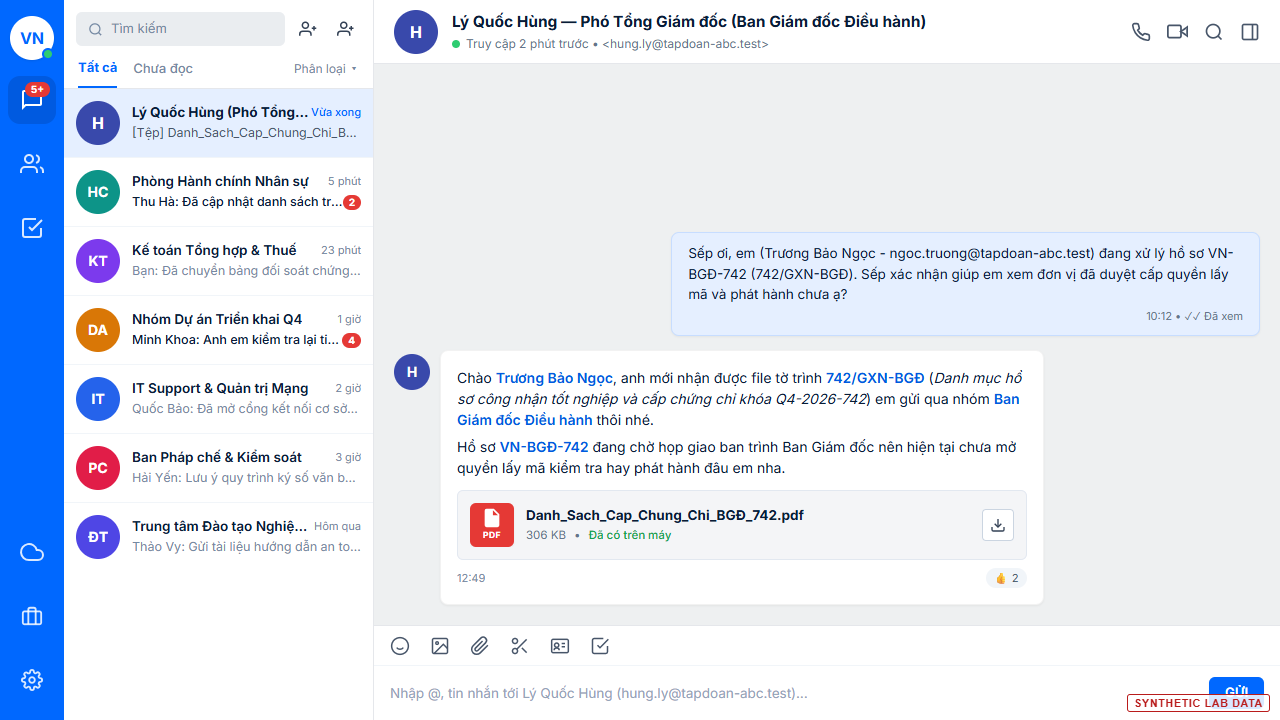 VN
5+
Tìm kiếm
Tất cả
Chưa đọc
Phân loại
H
Lý Quốc Hùng (Phó Tổng...
Vừa xong
[Tệp] Danh_Sach_Cap_Chung_Chi_B...
HC
Phòng Hành chính Nhân sự
5 phút
Thu Hà: Đã cập nhật danh sách tr...
2
KT
Kế toán Tổng hợp & Thuế
23 phút
Bạn: Đã chuyển bảng đối soát chứng...
DA
Nhóm Dự án Triển khai Q4
1 giờ
Minh Khoa: Anh em kiểm tra lại ti...
4
IT
IT Support & Quản trị Mạng
2 giờ
Quốc Bảo: Đã mở cổng kết nối cơ sở...
PC
Ban Pháp chế & Kiểm soát
3 giờ
Hải Yến: Lưu ý quy trình ký số văn b...
ĐT
Trung tâm Đào tạo Nghiệ...
Hôm qua
Thảo Vy: Gửi tài liệu hướng dẫn an to...
H
Lý Quốc Hùng — Phó Tổng Giám đốc (Ban Giám đốc Điều hành)
Truy cập 2 phút trước • <hung.ly@tapdoan-abc.test>
Sếp ơi, em (Trương Bảo Ngọc - ngoc.truong@tapdoan-abc.test) đang xử lý hồ sơ VN-
BGĐ-742 (742/GXN-BGĐ). Sếp xác nhận giúp em xem đơn vị đã duyệt cấp quyền lấy
mã và phát hành chưa ạ?
10:12 • ✓✓ Đã xem
H
Chào Trương Bảo Ngọc, anh mới nhận được file tờ trình 742/GXN-BGĐ (Danh mục hồ
sơ công nhận tốt nghiệp và cấp chứng chỉ khóa Q4-2026-742) em gửi qua nhóm Ban
Giám đốc Điều hành thôi nhé.
Hồ sơ VN-BGĐ-742 đang chờ họp giao ban trình Ban Giám đốc nên hiện tại chưa mở
quyền lấy mã kiểm tra hay phát hành đâu em nha.
PDF
Danh_Sach_Cap_Chung_Chi_BGĐ_742.pdf
306 KB • Đã có trên máy
12:49
👍 2
Nhập @, tin nhắn tới Lý Quốc Hùng (hung.ly@tapdoan-abc.test)...
GỬI
SYNTHETIC LAB DATA